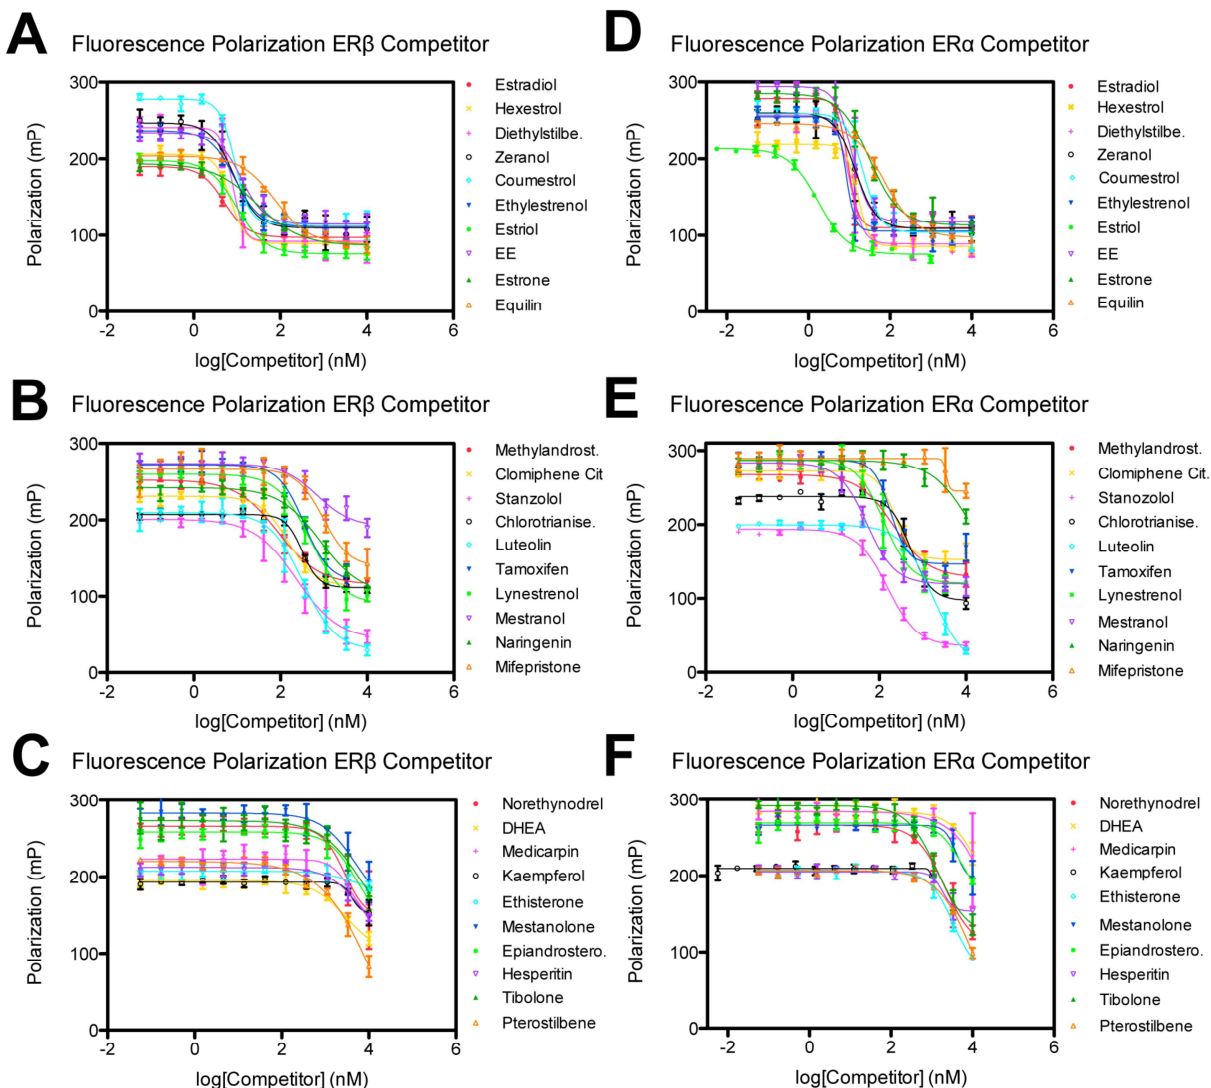 A
Fluorescence Polarization ERβ Competitor
Polarization (mP)
300
200
100
0
-2
0
2
4
6
log[Competitor] (nM)
Estradiol
Hexestrol
Diethylstilbe.
Zeranol
Coumestrol
Ethylestrenol
Estriol
EE
Estrone
Equilin
D
Fluorescence Polarization ERα Competitor
Polarization (mP)
300
200
100
0
-2
0
2
4
6
log[Competitor] (nM)
Estradiol
Hexestrol
Diethylstilbe.
Zeranol
Coumestrol
Ethylestrenol
Estriol
EE
Estrone
Equilin
B
Fluorescence Polarization ERβ Competitor
Polarization (mP)
300
200
100
0
-2
0
2
4
6
log[Competitor] (nM)
Methylandrost.
Clomiphene Cit
Stanzolol
Chlorotrianise.
Luteolin
Tamoxifen
Lynestrenol
Mestranol
Naringenin
Mifepristone
E
Fluorescence Polarization ERα Competitor
Polarization (mP)
300
200
100
0
-2
0
2
4
6
log[Competitor] (nM)
Methylandrost.
Clomiphene Cit.
Stanozolol
Chlorotrianise.
Luteolin
Tamoxifen
Lynestrenol
Mestranol
Naringenin
Mifepristone
C
Fluorescence Polarization ERβ Competitor
Polarization (mP)
300
200
100
0
-2
0
2
4
6
log[Competitor] (nM)
Norethynodrel
DHEA
Medicarpin
Kaempferol
Ethisterone
Mestanolone
Epiandrostero.
Hesperitin
Tibolone
Pterostilbene
F
Fluorescence Polarization ERα Competitor
Polarization (mP)
300
200
100
0
-2
0
2
4
6
log[Competitor] (nM)
Norethynodrel
DHEA
Medicarpin
Kaempferol
Ethisterone
Mestanolone
Epiandrostero.
Hesperitin
Tibolone
Pterostilbene